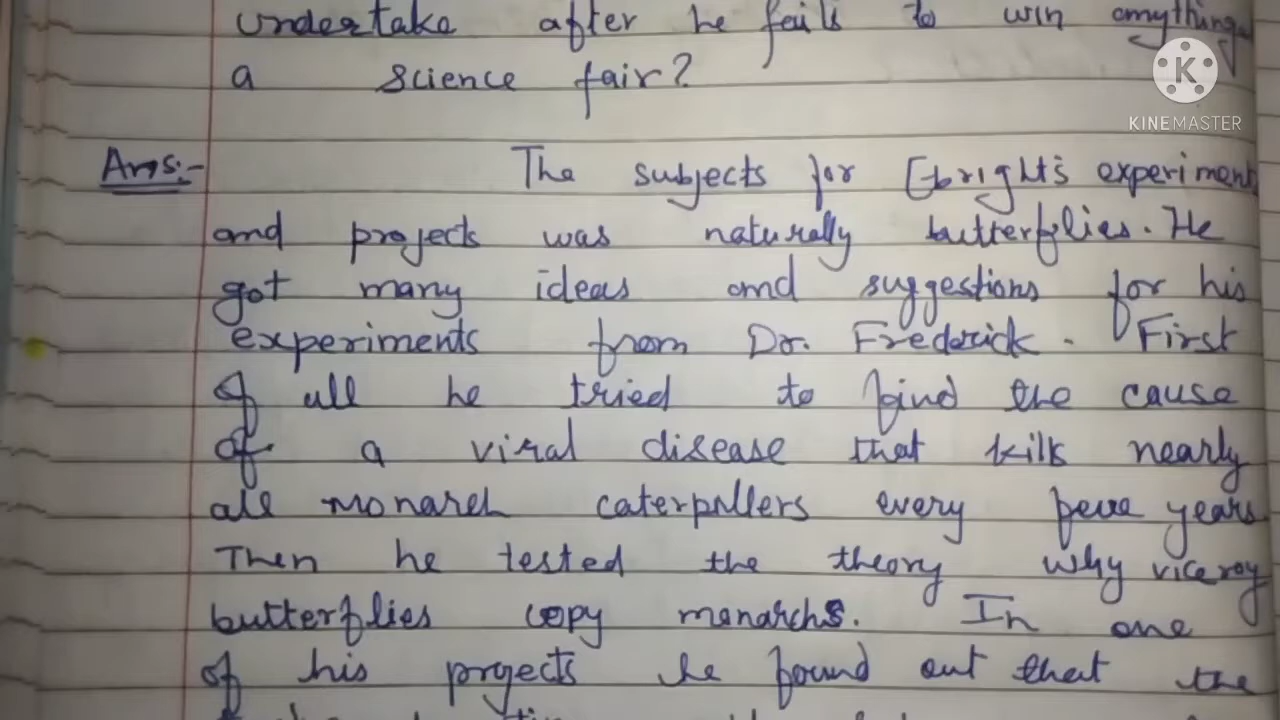 undertake after he fails to win anything
a science fair?
KINEMASTER
Ans:- The subjects for Ebright's experiment
and projects was naturally butterflies. He
got many ideas and suggestions for his
experiments from Dr. Frederick. First
of all he tried to find the cause
of a viral disease that kills nearly
all monarch caterpillers every few years
Then he tested the theory why viceroy
butterflies copy monarchs. In one
of his projects he found out that the